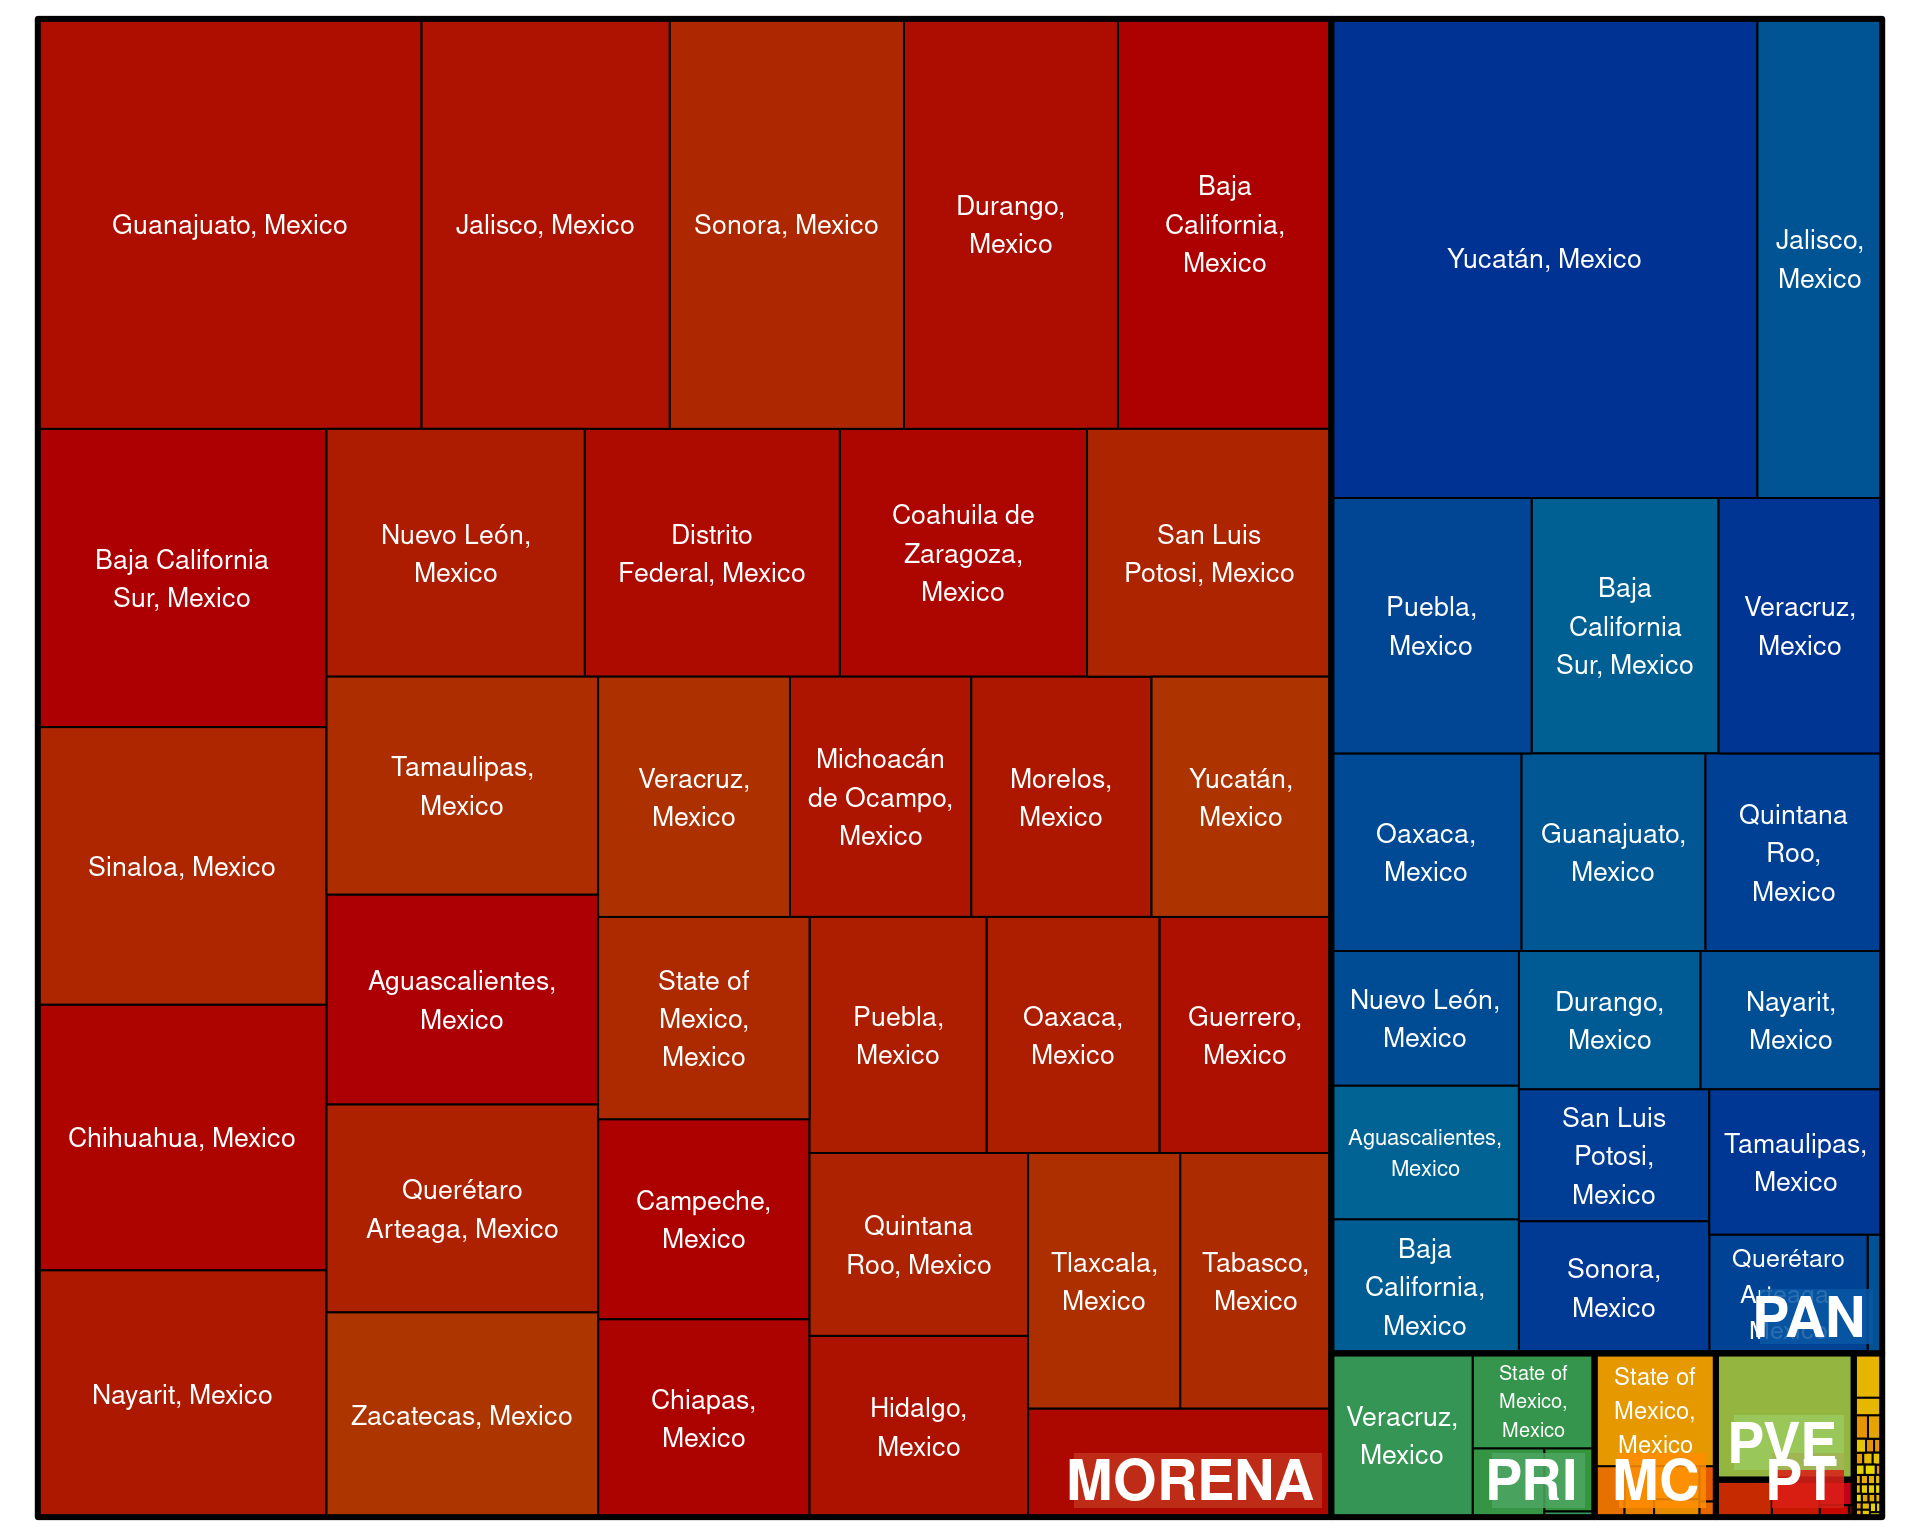 Guanajuato, Mexico
Jalisco, Mexico
Sonora, Mexico
Durango,
Mexico
Baja
California,
Mexico
Baja California
Sur, Mexico
Nuevo León,
Mexico
Distrito
Federal, Mexico
Coahuila de
Zaragoza,
Mexico
San Luis
Potosi, Mexico
Sinaloa, Mexico
Tamaulipas,
Mexico
Veracruz,
Mexico
Michoacán
de Ocampo,
Mexico
Morelos,
Mexico
Yucatán,
Mexico
Aguascalientes,
Mexico
State of
Mexico,
Mexico
Puebla,
Mexico
Oaxaca,
Mexico
Guerrero,
Mexico
Chihuahua, Mexico
Querétaro
Arteaga, Mexico
Campeche,
Mexico
Quintana
Roo, Mexico
Tlaxcala,
Mexico
Tabasco,
Mexico
Nayarit, Mexico
Zacatecas, Mexico
Chiapas,
Mexico
Hidalgo,
Mexico
MORENA
Yucatán, Mexico
Jalisco,
Mexico
Puebla,
Mexico
Baja
California
Sur, Mexico
Veracruz,
Mexico
Oaxaca,
Mexico
Guanajuato,
Mexico
Quintana
Roo,
Mexico
Nuevo León,
Mexico
Durango,
Mexico
Nayarit,
Mexico
Aguascalientes,
Mexico
San Luis
Potosi,
Mexico
Tamaulipas,
Mexico
Baja
California,
Mexico
Sonora,
Mexico
Querétaro
Arteaga,
Mexico
PAN
Veracruz,
Mexico
State of
Mexico,
Mexico
PRI
State of
Mexico,
Mexico
MC
PVE
PT